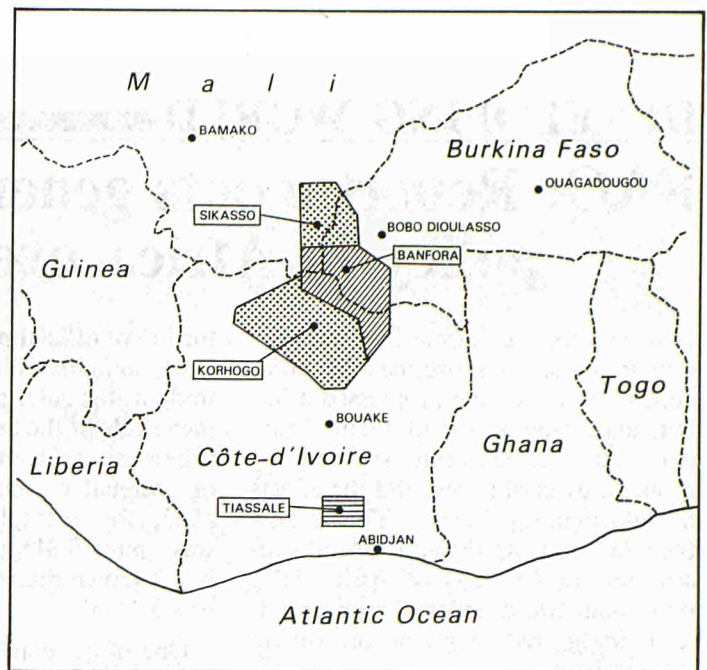 Mali
BAMAKO
Burkina Faso
OUAGADOUGOU
SIKASSO
BOBO DIOULASSO
BANFORA
Guinea
KORHOGO
Togo
BOUAKE
Ghana
Liberia
Côte-d'Ivoire
TIASSALE
ABIDJAN
Atlantic Ocean